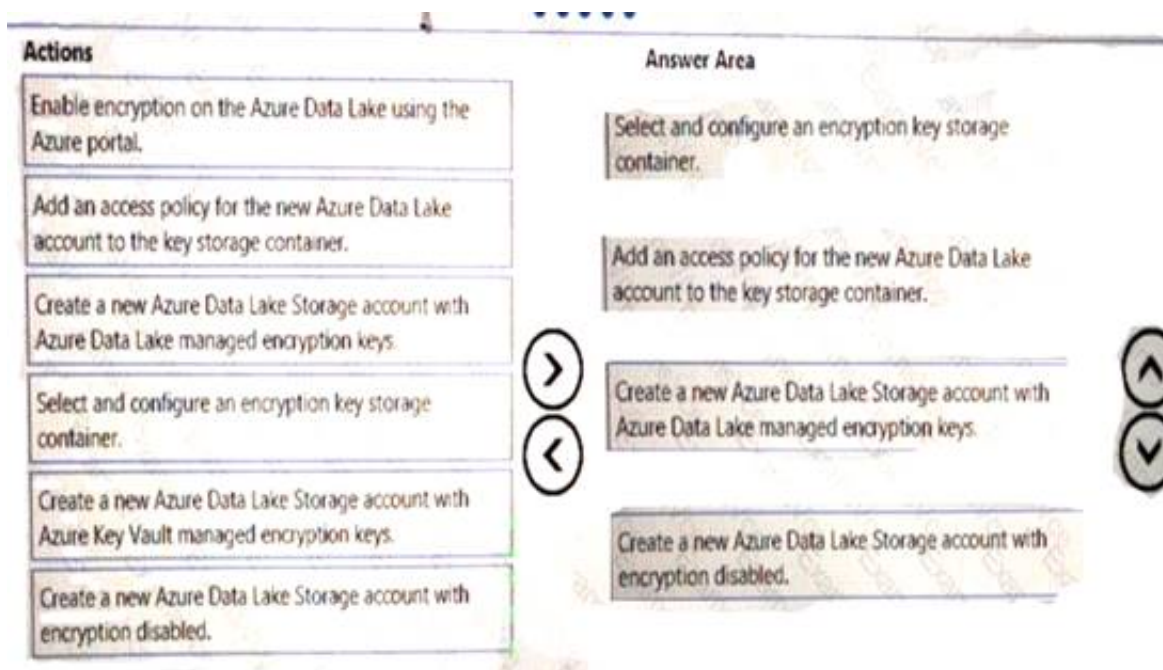 Actions
Enable encryption on the Azure Data Lake using the
Azure portal.
Add an access policy for the new Azure Data Lake
account to the key storage container.
Create a new Azure Data Lake Storage account with
Azure Data Lake managed encryption keys.
Select and configure an encryption key storage
container.
Create a new Azure Data Lake Storage account with
Azure Key Vault managed encryption keys.
Create a new Azure Data Lake Storage account with
encryption disabled.
Answer Area
Select and configure an encryption key storage
container.
Add an access policy for the new Azure Data Lake
account to the key storage container.
Create a new Azure Data Lake Storage account with
Azure Data Lake managed encryption keys.
Create a new Azure Data Lake Storage account with
encryption disabled.